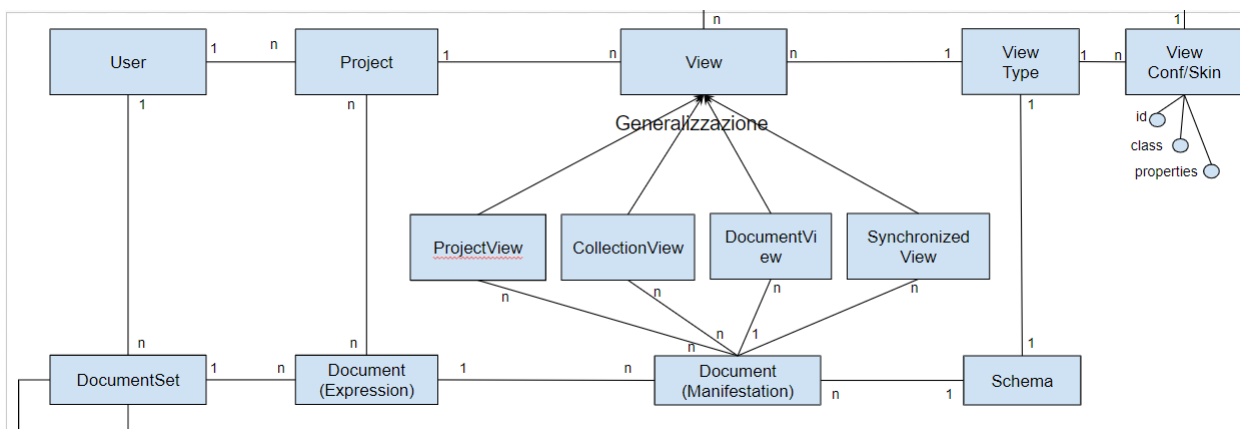 n
1
User
1
n
Project
1
n
View
n
1
View
Type
1
n
View
Conf/Skin
1
n
1
Generalizzazione
id
class
properties
ProjectView
CollectionView
DocumentVi
ew
Synchronized
View
n
n
n
n
n
n
n
n
1
1
DocumentSet
1
n
Document
(Expression)
1
n
Document
(Manifestation)
n
1
Schema